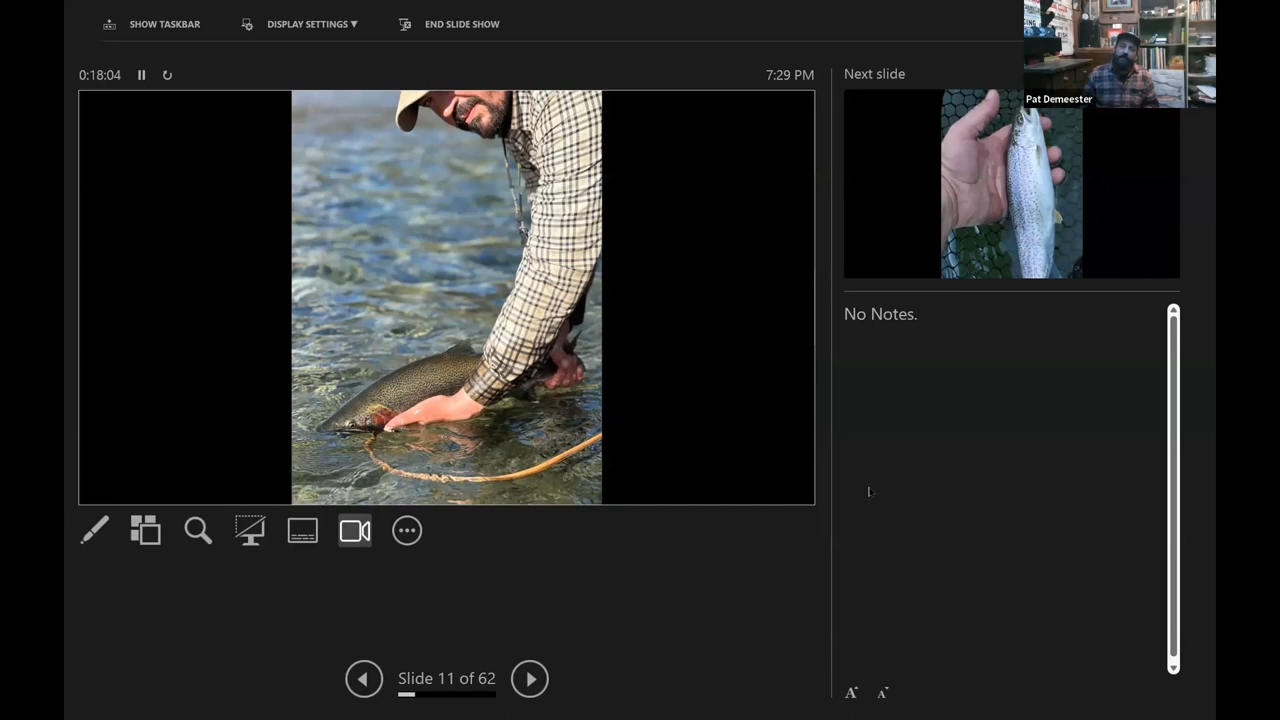 SHOW TASKBAR
DISPLAY SETTINGS ▼
END SLIDE SHOW
0:18:04
7:29 PM
Next slide
Pat Demeester
No Notes.
Slide 11 of 62
A A